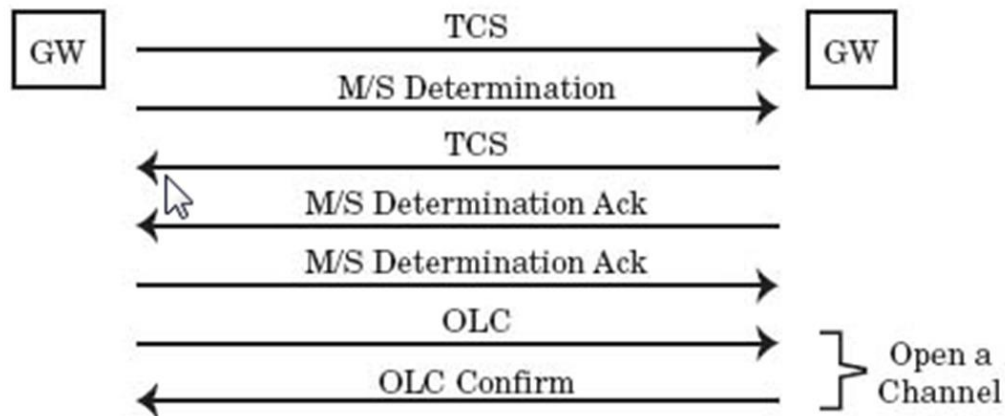 GW
TCS
GW
M/S Determination
TCS
M/S Determination Ack
M/S Determination Ack
OLC
OLC Confirm
Open a
Channel